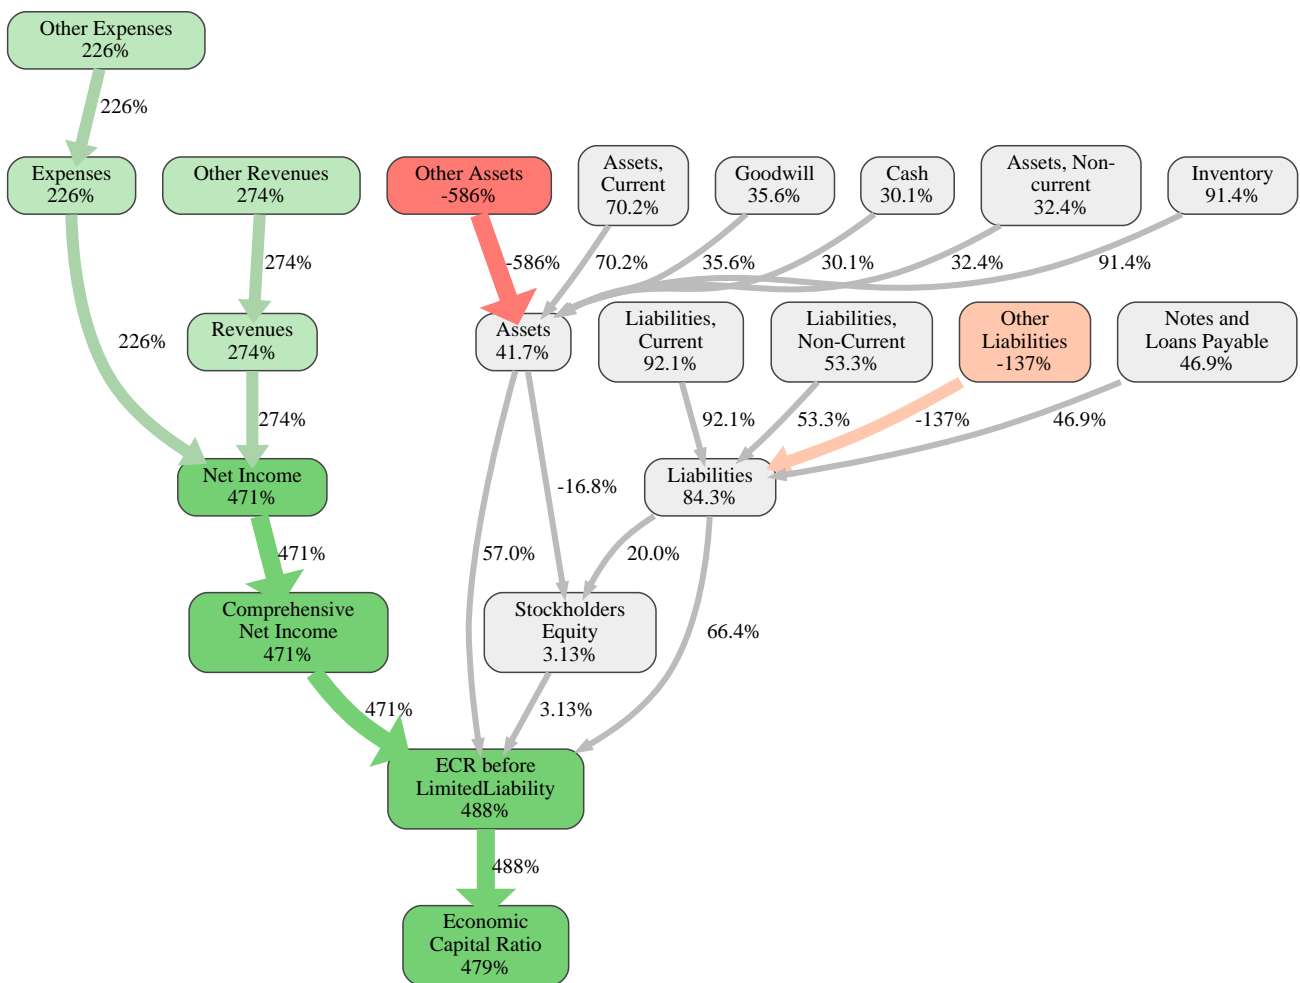 Other Expenses
226%
226%
Expenses
226%
Other Revenues
274%
Other Assets
-586%
Assets,
Current
70.2%
Goodwill
35.6%
Cash
30.1%
Assets, Non-
current
32.4%
Inventory
91.4%
274%
-586%
70.2%
35.6%
30.1%
32.4%
91.4%
226%
Revenues
274%
Assets
41.7%
Liabilities,
Current
92.1%
Liabilities,
Non-Current
53.3%
Other
Liabilities
-137%
Notes and
Loans Payable
46.9%
274%
92.1%
53.3%
-137%
46.9%
Net Income
471%
-16.8%
Liabilities
84.3%
471%
57.0%
20.0%
Comprehensive
Net Income
471%
Stockholders
Equity
3.13%
66.4%
471%
3.13%
ECR before
LimitedLiability
488%
488%
Economic
Capital Ratio
479%